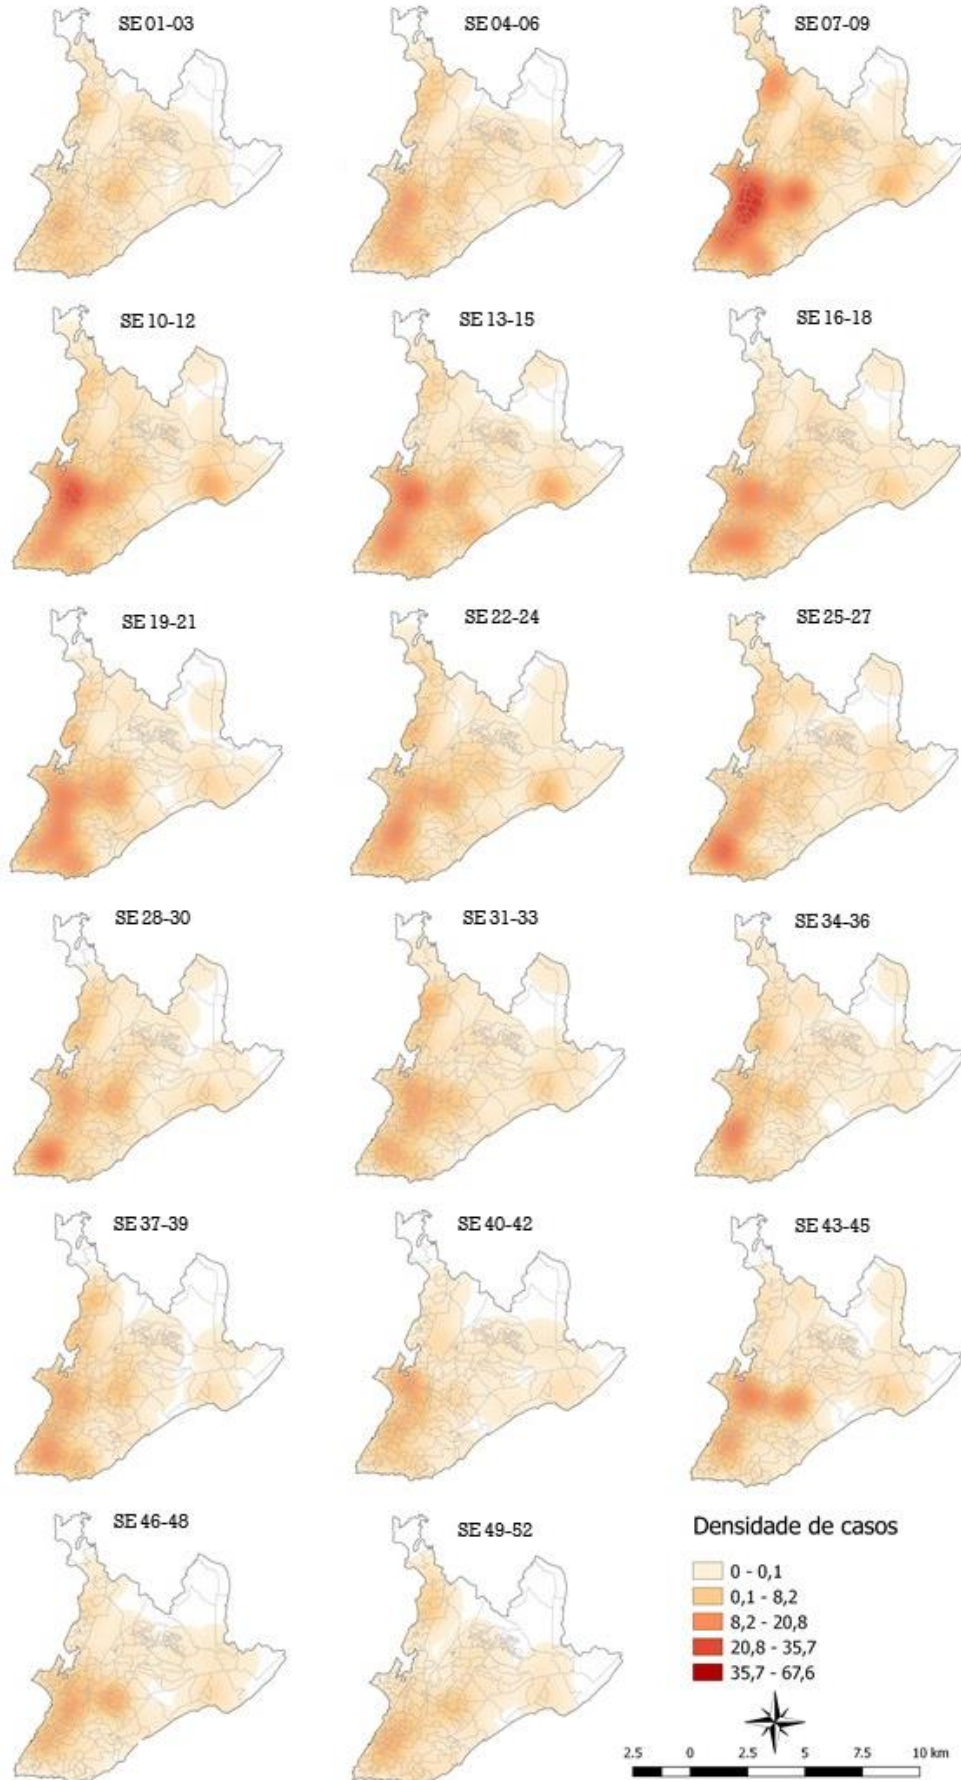 SE 01-03
SE 04-06
SE 07-09
SE 10-12
SE 13-15
SE 16-18
SE 19-21
SE 22-24
SE 25-27
SE 28-30
SE 31-33
SE 34-36
SE 37-39
SE 40-42
SE 43-45
SE 46-48
SE 49-52
Densidade de casos
0 - 0,1
0,1 - 8,2
8,2 - 20,8
20,8 - 35,7
35,7 - 67,6
2.5 0 2.5 5 7.5 10 km